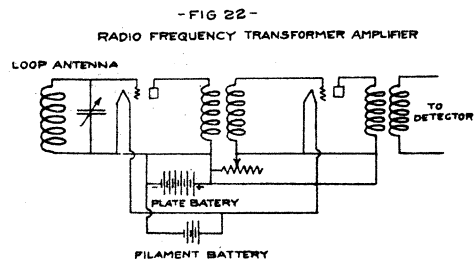 -FIG 22-
RADIO FREQUENCY TRANSFORMER AMPLIFIER
LOOP ANTENNA
TO
DETECTOR
- +
PLATE BATERY
FILAMENT BATTERY